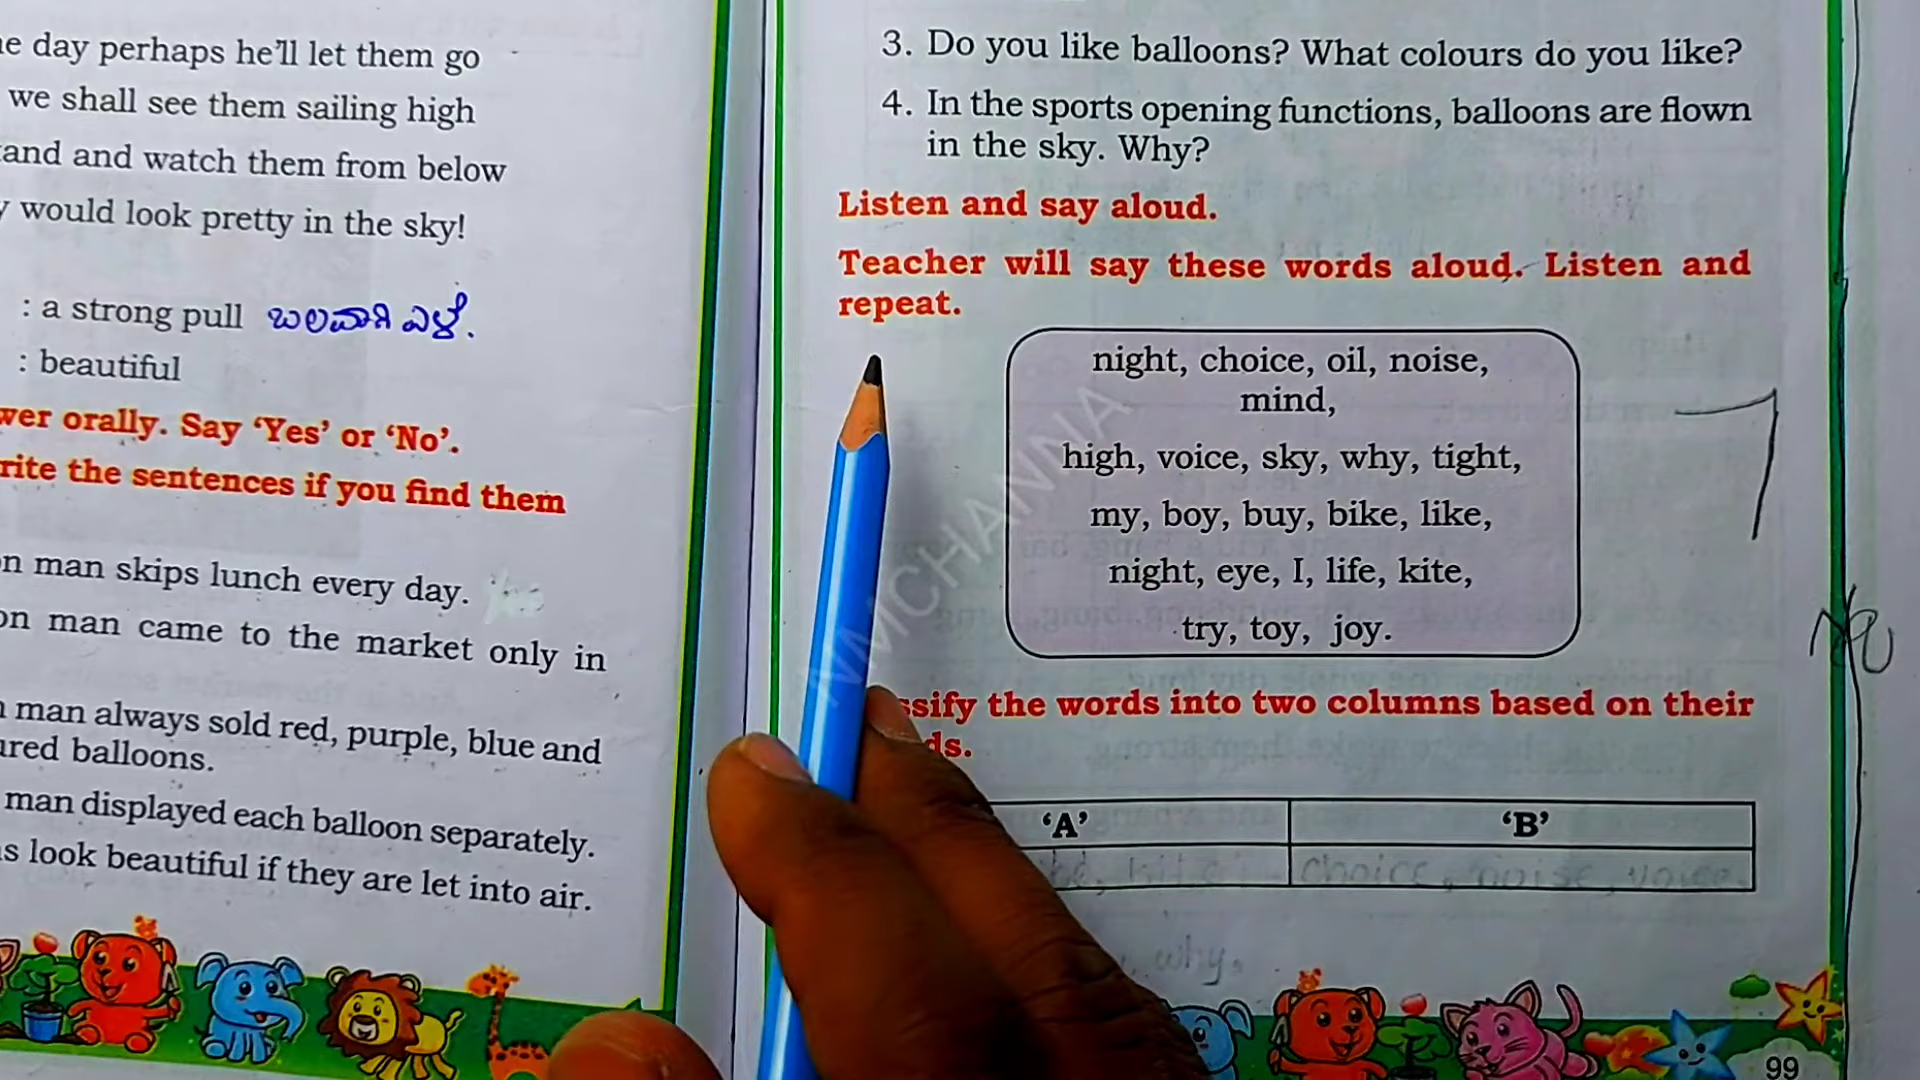 day perhaps he'll let them go
we shall see them sailing high
and watch them from below
would look pretty in the sky!
: a strong pull ಬಲವಾಗಿ ಎಳೆ.
: beautiful
orally. Say ‘Yes’ or ‘No’.
the sentences if you find them
man skips lunch every day.
man came to the market only in
man always sold red, purple, blue and
balloons.
man displayed each balloon separately.
look beautiful if they are let into air.
3. Do you like balloons? What colours do you like?
4. In the sports opening functions, balloons are flown
in the sky. Why?
Listen and say aloud.
Teacher will say these words aloud. Listen and
repeat.
night, choice, oil, noise,
mind,
high, voice, sky, why, tight,
my, boy, buy, bike, like,
night, eye, I, life, kite,
try, toy, joy.
the words into two columns based on their
‘A’ ‘B’
choice, noise, voice
why.
99
NMCHANNA